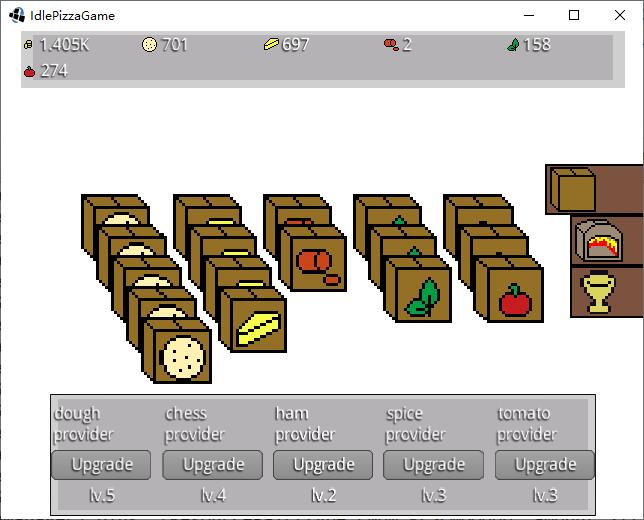 IdlePizzaGame
1.405K 701 697 2 158
274
dough provider chess provider ham provider spice provider tomato provider
Upgrade Upgrade Upgrade Upgrade Upgrade
lv.5 lv.4 lv.2 lv.3 lv.3